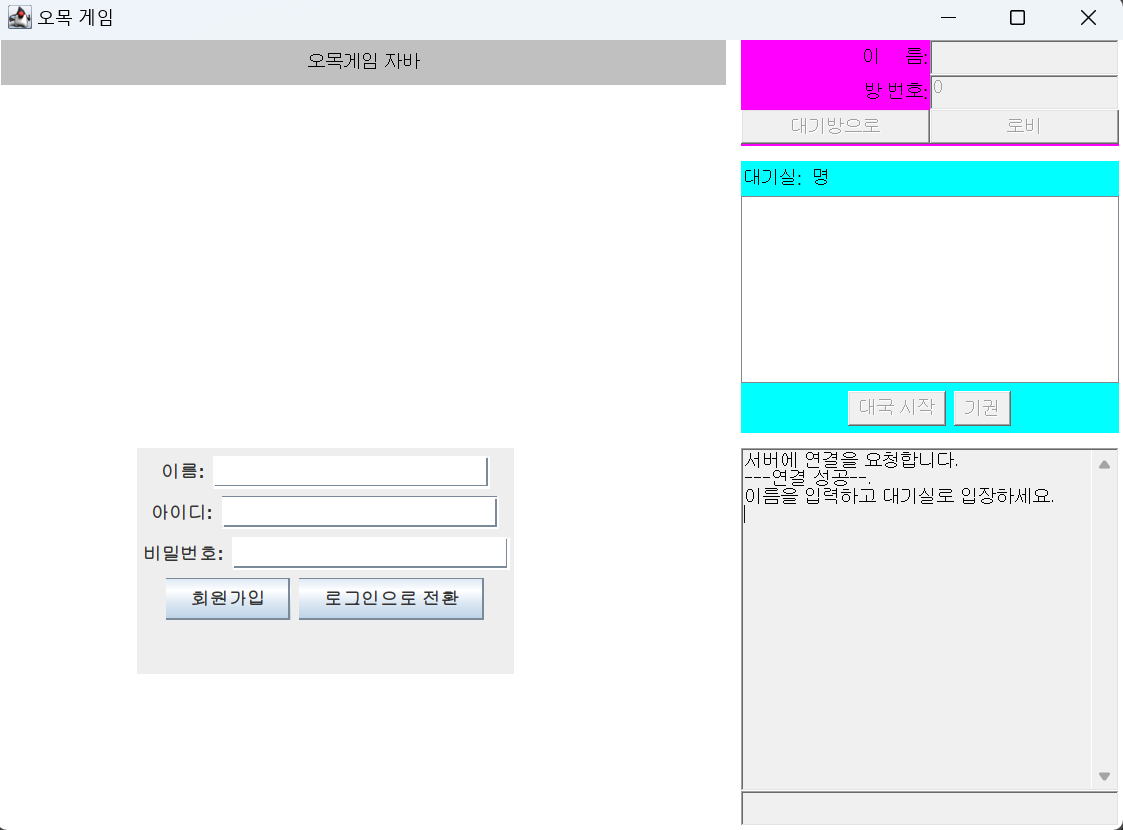 오목 게임
오목게임 자바
이 름:
방 번호: 0
대기방으로 로비
대기실: 명
대국 시작 기권
이름:
아이디:
비밀번호:
회원가입 로그인으로 전환
서버에 연결을 요청합니다.
---연결 성공--.
이름을 입력하고 대기실로 입장하세요.